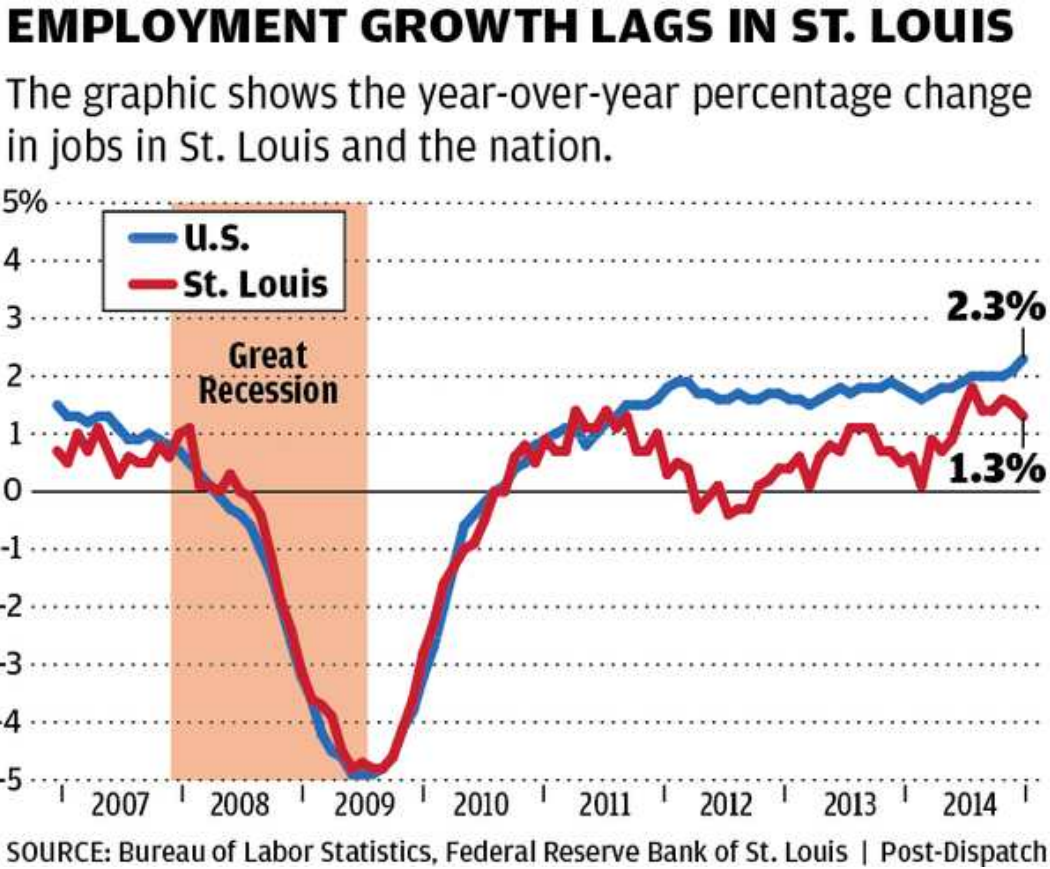 EMPLOYMENT GROWTH LAGS IN ST. LOUIS
The graphic shows the year-over-year percentage change
in jobs in St. Louis and the nation.
5%
U.S.
4
St. Louis
3
2.3%
Great
2
Recession
1
1.3%
0
-1
-2
-3
-4
-5
2007 2008 2009 2010 2011 2012 2013 2014
SOURCE: Bureau of Labor Statistics, Federal Reserve Bank of St. Louis | Post-Dispatch